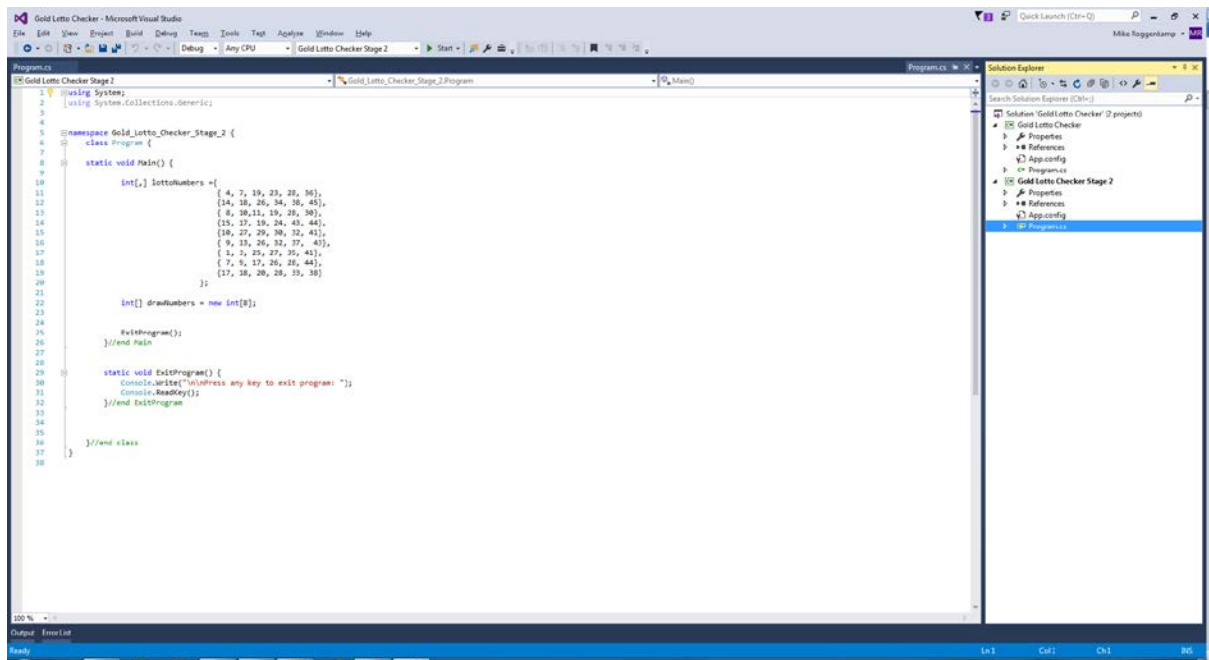 Gold Lotto Checker - Microsoft Visual Studio
Quick Launch (Ctrl+Q)
File Edit View Project Build Debug Team Tools Test Analyse Window Help
Mike Roggenkamp MR
Debug Any CPU Gold Lotto Checker Stage 2 Start
Program.cs
Program.cs
Solution Explorer
Gold Lotto Checker Stage 2
Gold_Lotto_Checker_Stage_2.Program
Main()
Search Solution Explorer (Ctrl+;)
1 using System;
2 using System.Collections.Generic;
3
4
5 namespace Gold_Lotto_Checker_Stage_2 {
6 class Program {
7
8 static void Main() {
9
10 int[,] lottoNumbers ={
11 { 4, 7, 19, 23, 28, 36},
12 {14, 18, 26, 34, 38, 45},
13 { 8, 10,11, 19, 28, 30},
14 {15, 17, 19, 24, 43, 44},
15 {10, 27, 29, 30, 32, 41},
16 { 9, 13, 26, 32, 37, 43},
17 { 1, 3, 25, 27, 35, 41},
18 { 7, 9, 17, 26, 28, 44},
19 {17, 18, 20, 28, 33, 38}
20 };
21
22 int[] drawNumbers = new int[8];
23
24
25 ExitProgram();
26 }//end Main
27
28
29 static void ExitProgram() {
30 Console.Write("\n\nPress any key to exit program: ");
31 Console.ReadKey();
32 }//end ExitProgram
33
34
35
36 }//end class
37 }
38
Solution 'Gold Lotto Checker' (2 projects)
Gold Lotto Checker
Properties
References
App.config
Program.cs
Gold Lotto Checker Stage 2
Properties
References
App.config
Program.cs
100 %
Output Error List
Ready
Ln 1 Col 1 Ch 1 INS